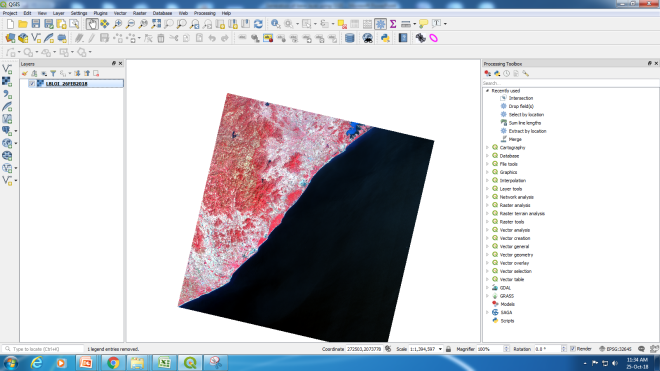 QGIS
Project Edit View Layer Settings Plugins Vector Raster Database Web Processing Help
Layers
L8LO1_26FEB2018
Processing Toolbox
Search...
Recently used
Intersection
Drop field(s)
Select by location
Sum line lengths
Extract by location
Merge
Cartography
Database
File tools
Graphics
Interpolation
Layer tools
Network analysis
Raster analysis
Raster terrain analysis
Raster tools
Vector analysis
Vector creation
Vector general
Vector geometry
Vector overlay
Vector selection
Vector table
GDAL
GRASS
Models
SAGA
Scripts
Type to locate (Ctrl+K)
1 legend entries removed.
Coordinate 272503,2073778
Scale 1:1,394,597
Magnifier 100%
Rotation 0.0 °
Render
EPSG:32645
11:34 AM
25-Oct-18